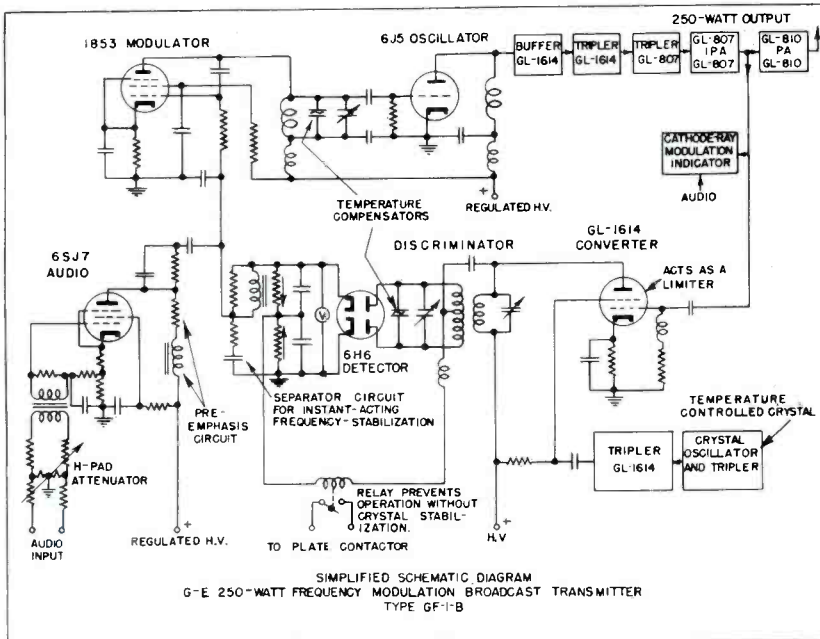 250-WATT OUTPUT
1853 MODULATOR
6J5 OSCILLATOR
BUFFER
GL-1614
TRIPLER
GL-1614
TRIPLER
GL-807
GL-807
IPA
GL-807
GL-810
PA
GL-810
CATHODE-RAY
MODULATION
INDICATOR
AUDIO
+
REGULATED H.V.
TEMPERATURE
COMPENSATORS
DISCRIMINATOR
GL-1614
CONVERTER
ACTS AS A
LIMITER
6SJ7
AUDIO
V
6H6
DETECTOR
SEPARATOR CIRCUIT
FOR INSTANT-ACTING
FREQUENCY-STABILIZATION
PRE-
EMPHASIS
CIRCUIT
TEMPERATURE
CONTROLLED CRYSTAL
TRIPLER
GL-1614
CRYSTAL
OSCILLATOR
AND TRIPLER
H-PAD
ATTENUATOR
RELAY PREVENTS
OPERATION WITHOUT
CRYSTAL STABIL-
IZATION.
AUDIO
INPUT
+
REGULATED H.V.
TO PLATE CONTACTOR
+
H.V
SIMPLIFIED SCHEMATIC DIAGRAM
G-E 250-WATT FREQUENCY MODULATION BROADCAST TRANSMITTER
TYPE GF-1-B